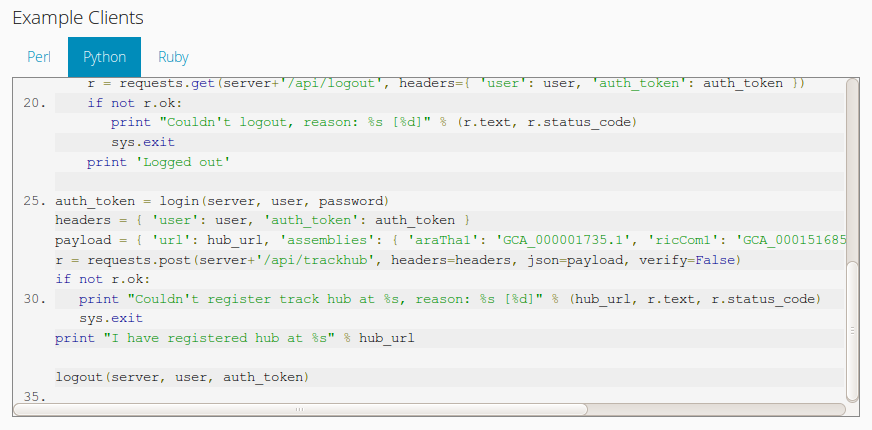 Example Clients
Perl Python Ruby
r = requests.get(server+'/api/logout', headers={ 'user': user, 'auth_token': auth_token })
20. if not r.ok:
print "Couldn't logout, reason: %s [%d]" % (r.text, r.status_code)
sys.exit
print 'Logged out'
25. auth_token = login(server, user, password)
headers = { 'user': user, 'auth_token': auth_token }
payload = { 'url': hub_url, 'assemblies': { 'araTha1': 'GCA_000001735.1', 'ricCom1': 'GCA_000151685
r = requests.post(server+'/api/trackhub', headers=headers, json=payload, verify=False)
if not r.ok:
30. print "Couldn't register track hub at %s, reason: %s [%d]" % (hub_url, r.text, r.status_code)
sys.exit
print "I have registered hub at %s" % hub_url
logout(server, user, auth_token)
35.